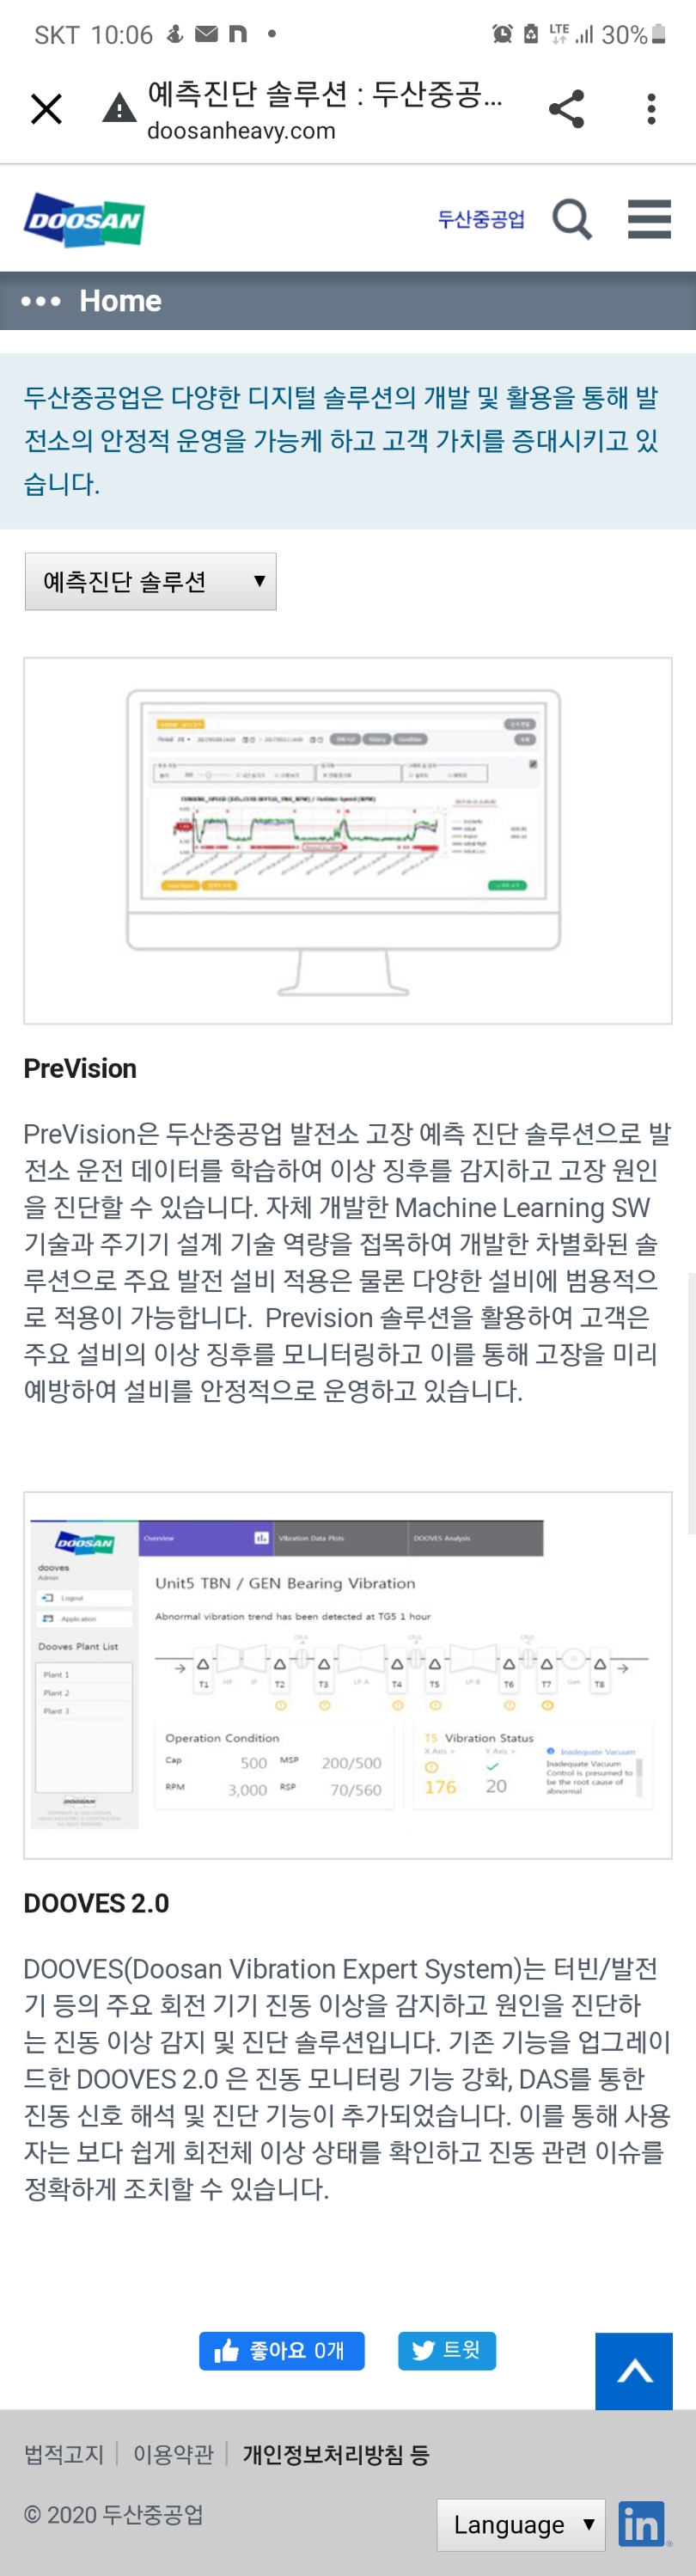 SKT 10:06
LTE
30%
예측진단 솔루션 : 두산중공...
doosanheavy.com
DOOSAN
두산중공업
Home
두산중공업은 다양한 디지털 솔루션의 개발 및 활용을 통해 발
전소의 안정적 운영을 가능케 하고 고객 가치를 증대시키고 있
습니다.
예측진단 솔루션 ▼
PreVision
PreVision은 두산중공업 발전소 고장 예측 진단 솔루션으로 발
전소 운전 데이터를 학습하여 이상 징후를 감지하고 고장 원인
을 진단할 수 있습니다. 자체 개발한 Machine Learning SW
기술과 주기기 설계 기술 역량을 접목하여 개발한 차별화된 솔
루션으로 주요 발전 설비 적용은 물론 다양한 설비에 범용적으
로 적용이 가능합니다. Prevision 솔루션을 활용하여 고객은
주요 설비의 이상 징후를 모니터링하고 이를 통해 고장을 미리
예방하여 설비를 안정적으로 운영하고 있습니다.
DOOSAN
Overview
Vibration Data Plots
DOOVES Analysis
dooves
Admin
Logout
Application
Dooves Plant List
Plant 1
Plant 2
Plant 3
DOOSAN
Unit5 TBN / GEN Bearing Vibration
Abnormal vibration trend has been detected at TG5 1 hour
T1 HP IP T2 T3 LP-A T4 T5 LP-B T6 T7 Gen T8
Operation Condition
Cap 500 MSP 200/500
RPM 3,000 RSP 70/560
T5 Vibration Status
X Axis > Y Axis >
176 20
Inadequate Vacuum
Inadequate Vacuum
Control is presumed to
be the root cause of
abnormal
DOOVES 2.0
DOOVES(Doosan Vibration Expert System)는 터빈/발전
기 등의 주요 회전 기기 진동 이상을 감지하고 원인을 진단하
는 진동 이상 감지 및 진단 솔루션입니다. 기존 기능을 업그레이
드한 DOOVES 2.0 은 진동 모니터링 기능 강화, DAS를 통한
진동 신호 해석 및 진단 기능이 추가되었습니다. 이를 통해 사용
자는 보다 쉽게 회전체 이상 상태를 확인하고 진동 관련 이슈를
정확하게 조치할 수 있습니다.
좋아요 0개
트윗
법적고지 | 이용약관 | 개인정보처리방침 등
© 2020 두산중공업
Language ▼
in